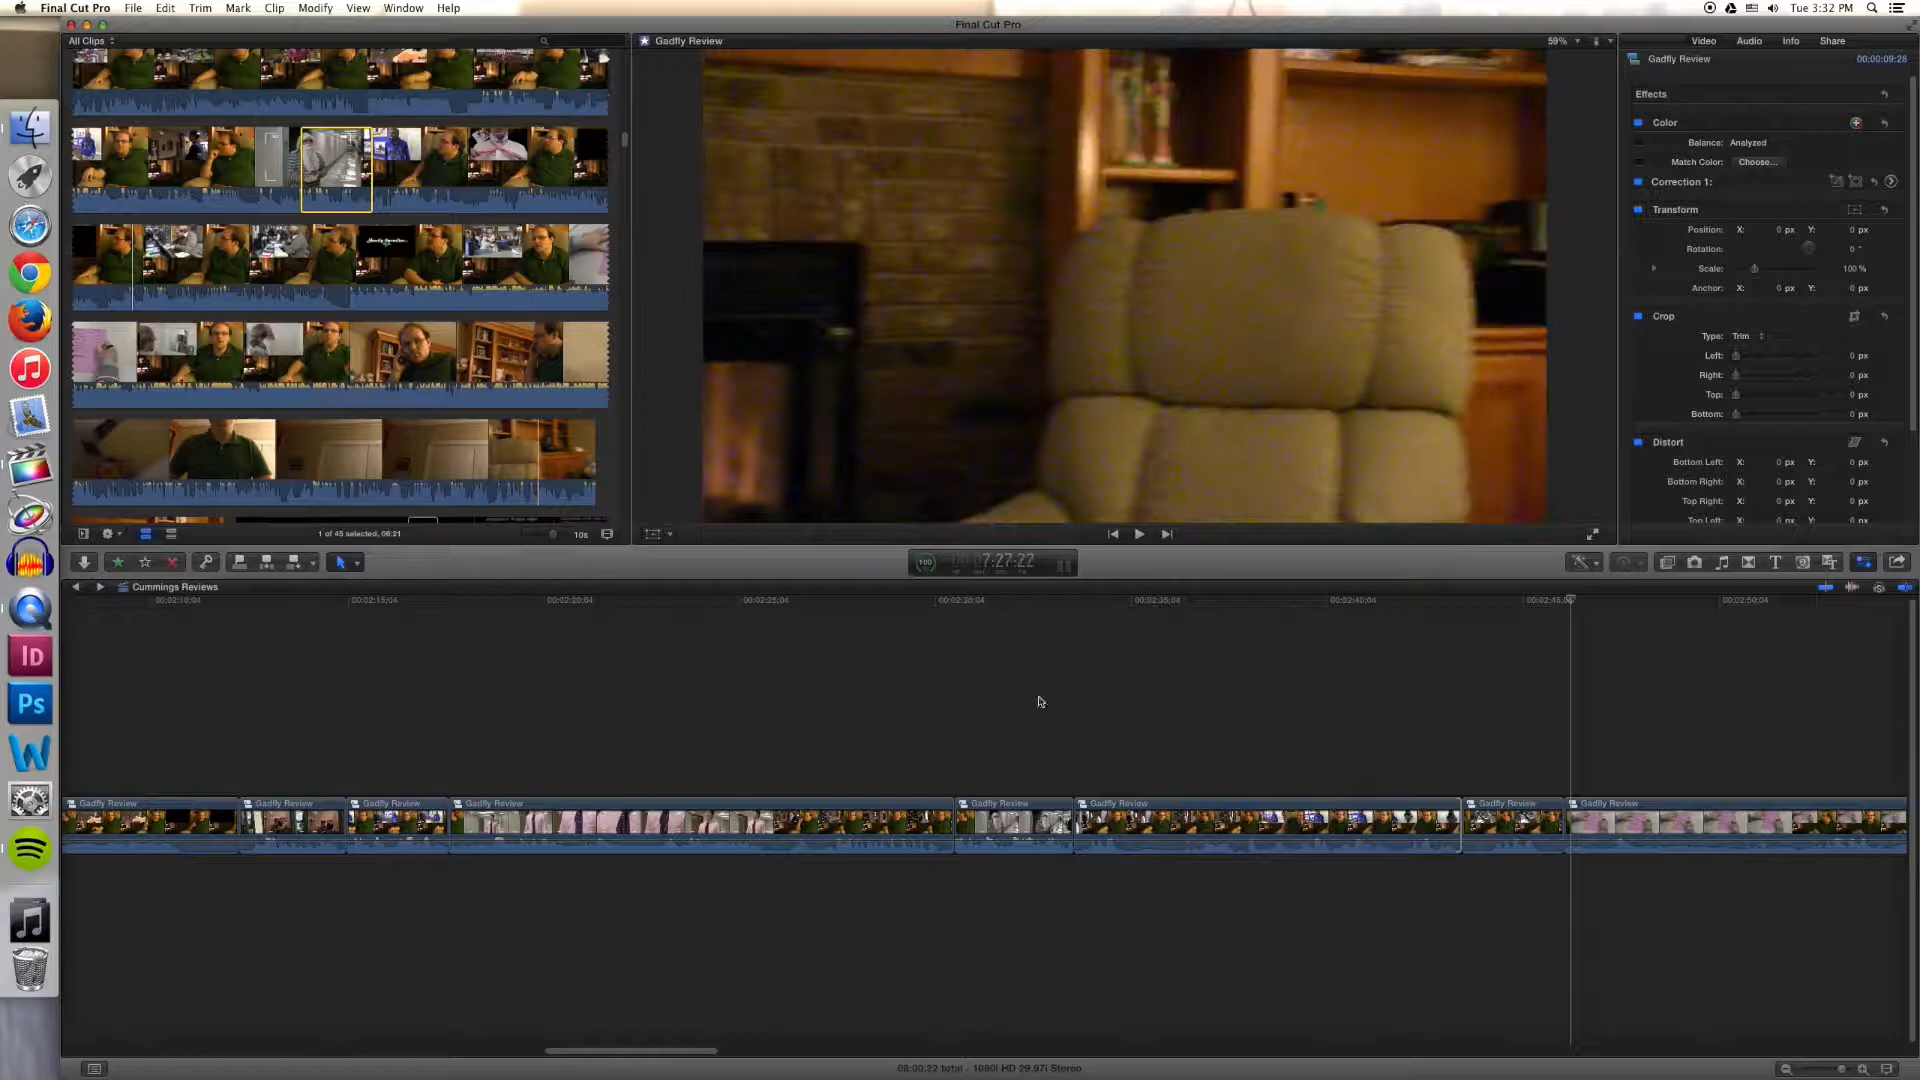 Final Cut Pro File Edit Trim Mark Clip Modify View Window Help Tue 3:32 PM
Final Cut Pro
All Clips
Gadfly Review 59%
Video Audio Info Share
Gadfly Review 00:00:09:28
Effects
Color
Balance: Analyzed
Match Color: Choose...
Correction 1:
Transform
Position: X: 0 px Y: 0 px
Rotation: 0 °
Scale: 100 %
Anchor: X: 0 px Y: 0 px
Crop
Type: Trim
Left: 0 px
Right: 0 px
Top: 0 px
Bottom: 0 px
Distort
Bottom Left: X: 0 px Y: 0 px
Bottom Right: X: 0 px Y: 0 px
Top Right: X: 0 px Y: 0 px
Top Left: X: 0 px Y: 0 px
1 of 45 selected, 06:21 10s
100 7:27:22
Cummings Reviews
00:02:10;04 00:02:15;04 00:02:20;04 00:02:25;04 00:02:30;04 00:02:35;04 00:02:40;04 00:02:45;0 00:02:50;04
Id
Ps
W
Gadfly Review Gadfly Review Gadfly Review Gadfly Review Gadfly Review Gadfly Review Gadfly Review Gadfly Review
08:00:22 total - 1080i HD 29.97i Stereo